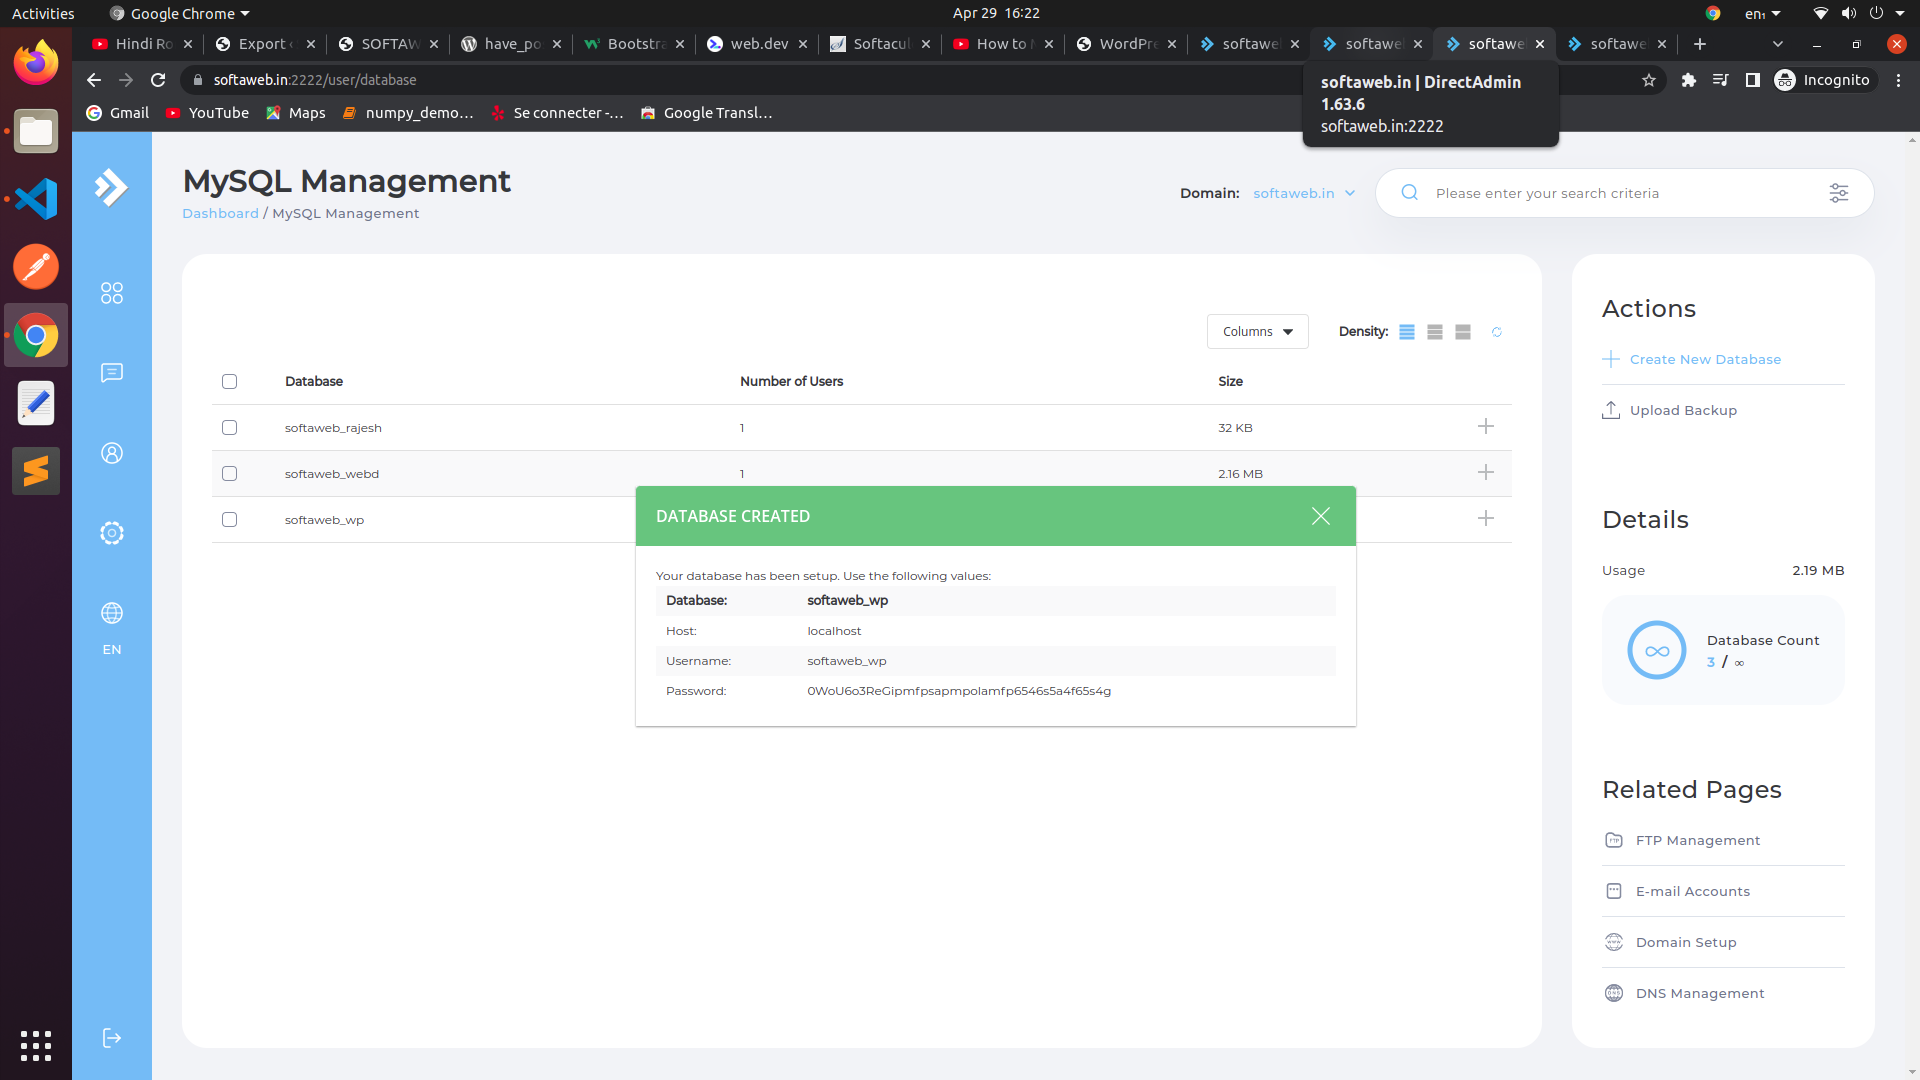 Activities Google Chrome Apr 29 16:22 en₁
Hindi Ro Export SOFTAW have_po Bootstra web.dev Softacul How to WordPre softawe softawe softawe softawe
softaweb.in:2222/user/database Incognito
Gmail YouTube Maps numpy_demo... Se connecter -... Google Transl...
softaweb.in | DirectAdmin
1.63.6
softaweb.in:2222
MySQL Management
Dashboard / MySQL Management
Domain: softaweb.in Please enter your search criteria
Columns Density:
Database Number of Users Size
softaweb_rajesh 1 32 KB
softaweb_webd 1 2.16 MB
softaweb_wp
DATABASE CREATED
Your database has been setup. Use the following values:
Database: softaweb_wp
Host: localhost
Username: softaweb_wp
Password: 0WoU6o3ReGipmfpsapmpolamfp6546s5a4f65s4g
EN
Actions
Create New Database
Upload Backup
Details
Usage 2.19 MB
Database Count
3 / ∞
Related Pages
FTP Management
E-mail Accounts
Domain Setup
DNS Management